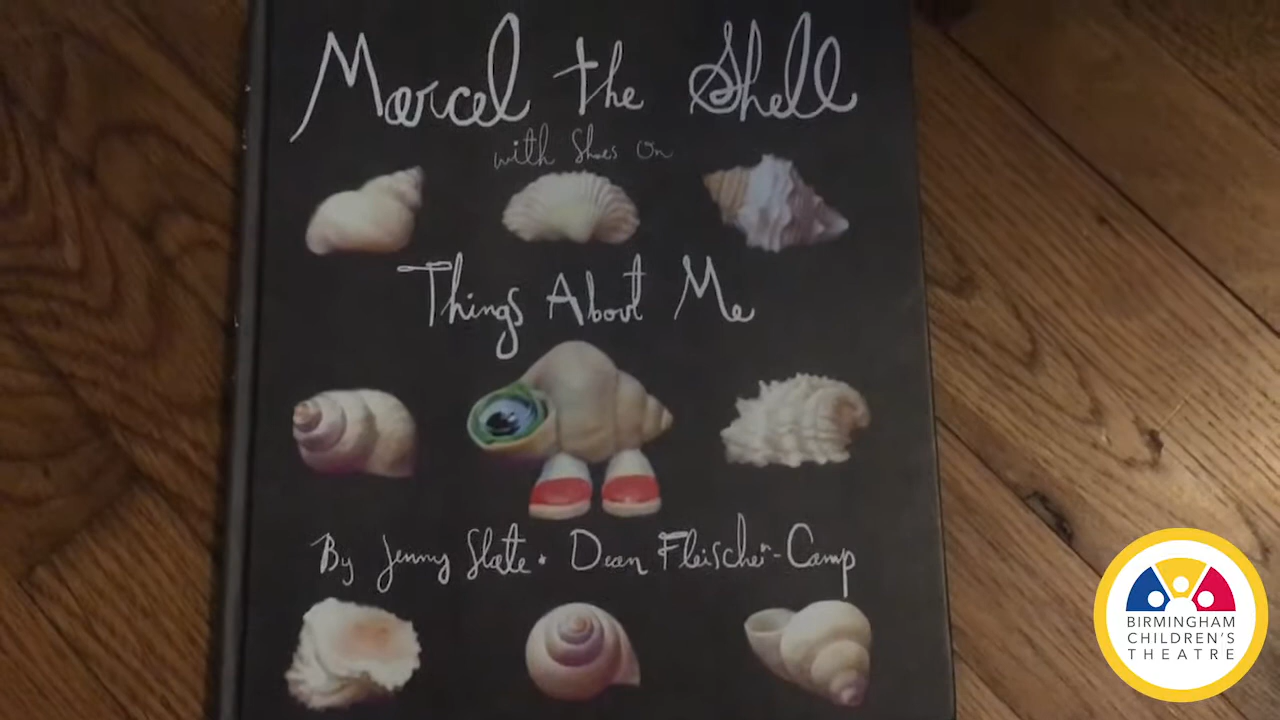 Marcel the Shell
with Shoes On
Things About Me
By Jenny Slate + Dean Fleischer-Camp
BIRMINGHAM
CHILDREN'S
THEATRE